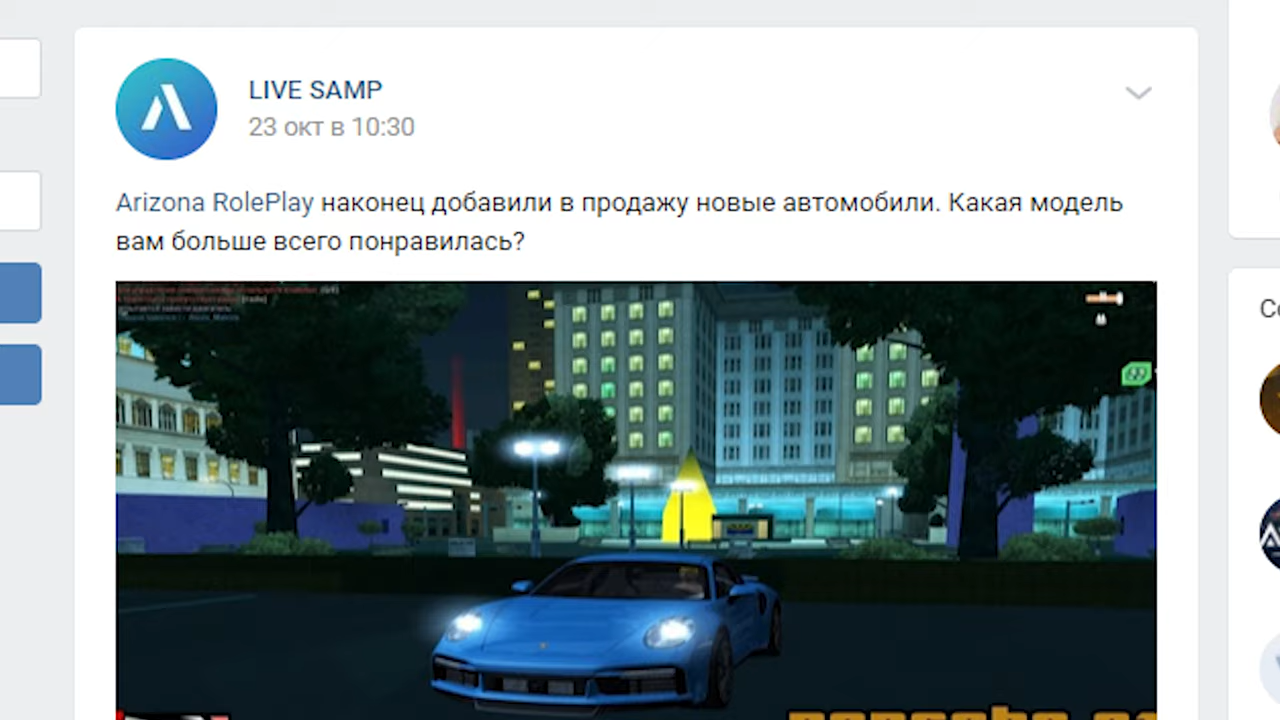 LIVE SAMP
23 окт в 10:30
Arizona RolePlay наконец добавили в продажу новые автомобили. Какая модель
вам больше всего понравилась?